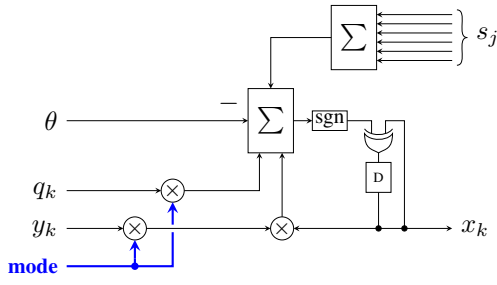 ∑
s_j
−
θ
∑
sgn
q_k
×
D
y_k
×
×
x_k
mode